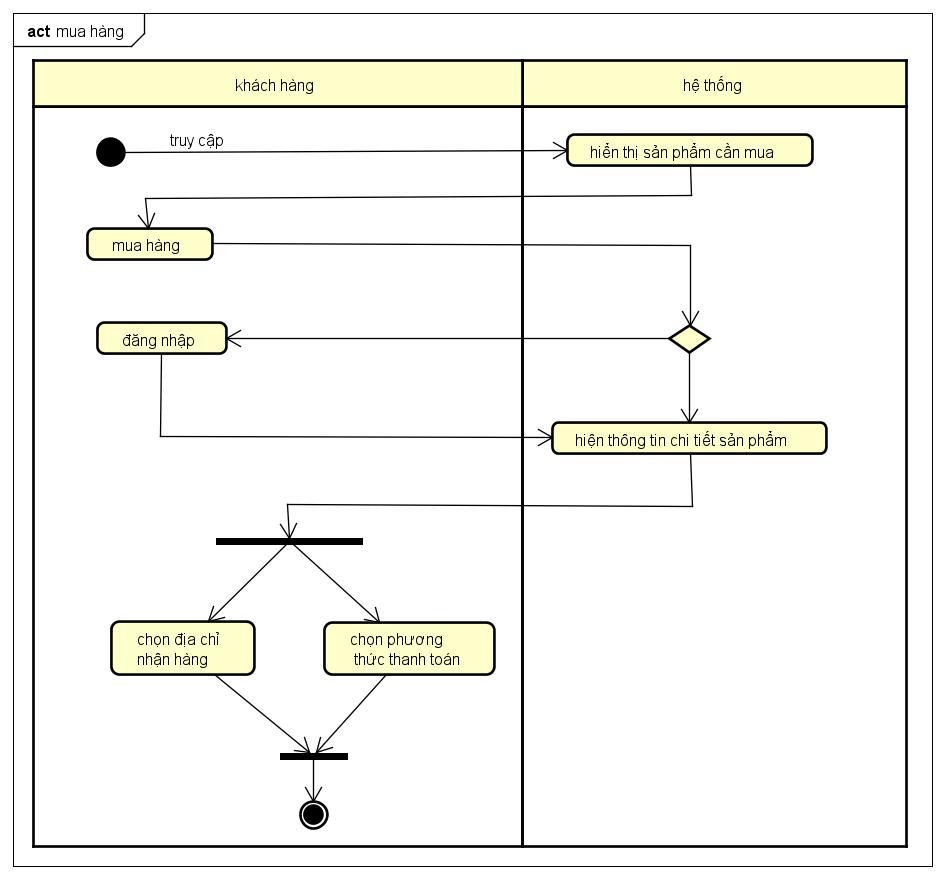 act mua hàng
khách hàng
hệ thống
truy cập
hiển thị sản phẩm cần mua
mua hàng
đăng nhập
hiện thông tin chi tiết sản phẩm
chọn địa chỉ
nhận hàng
chọn phương
thức thanh toán